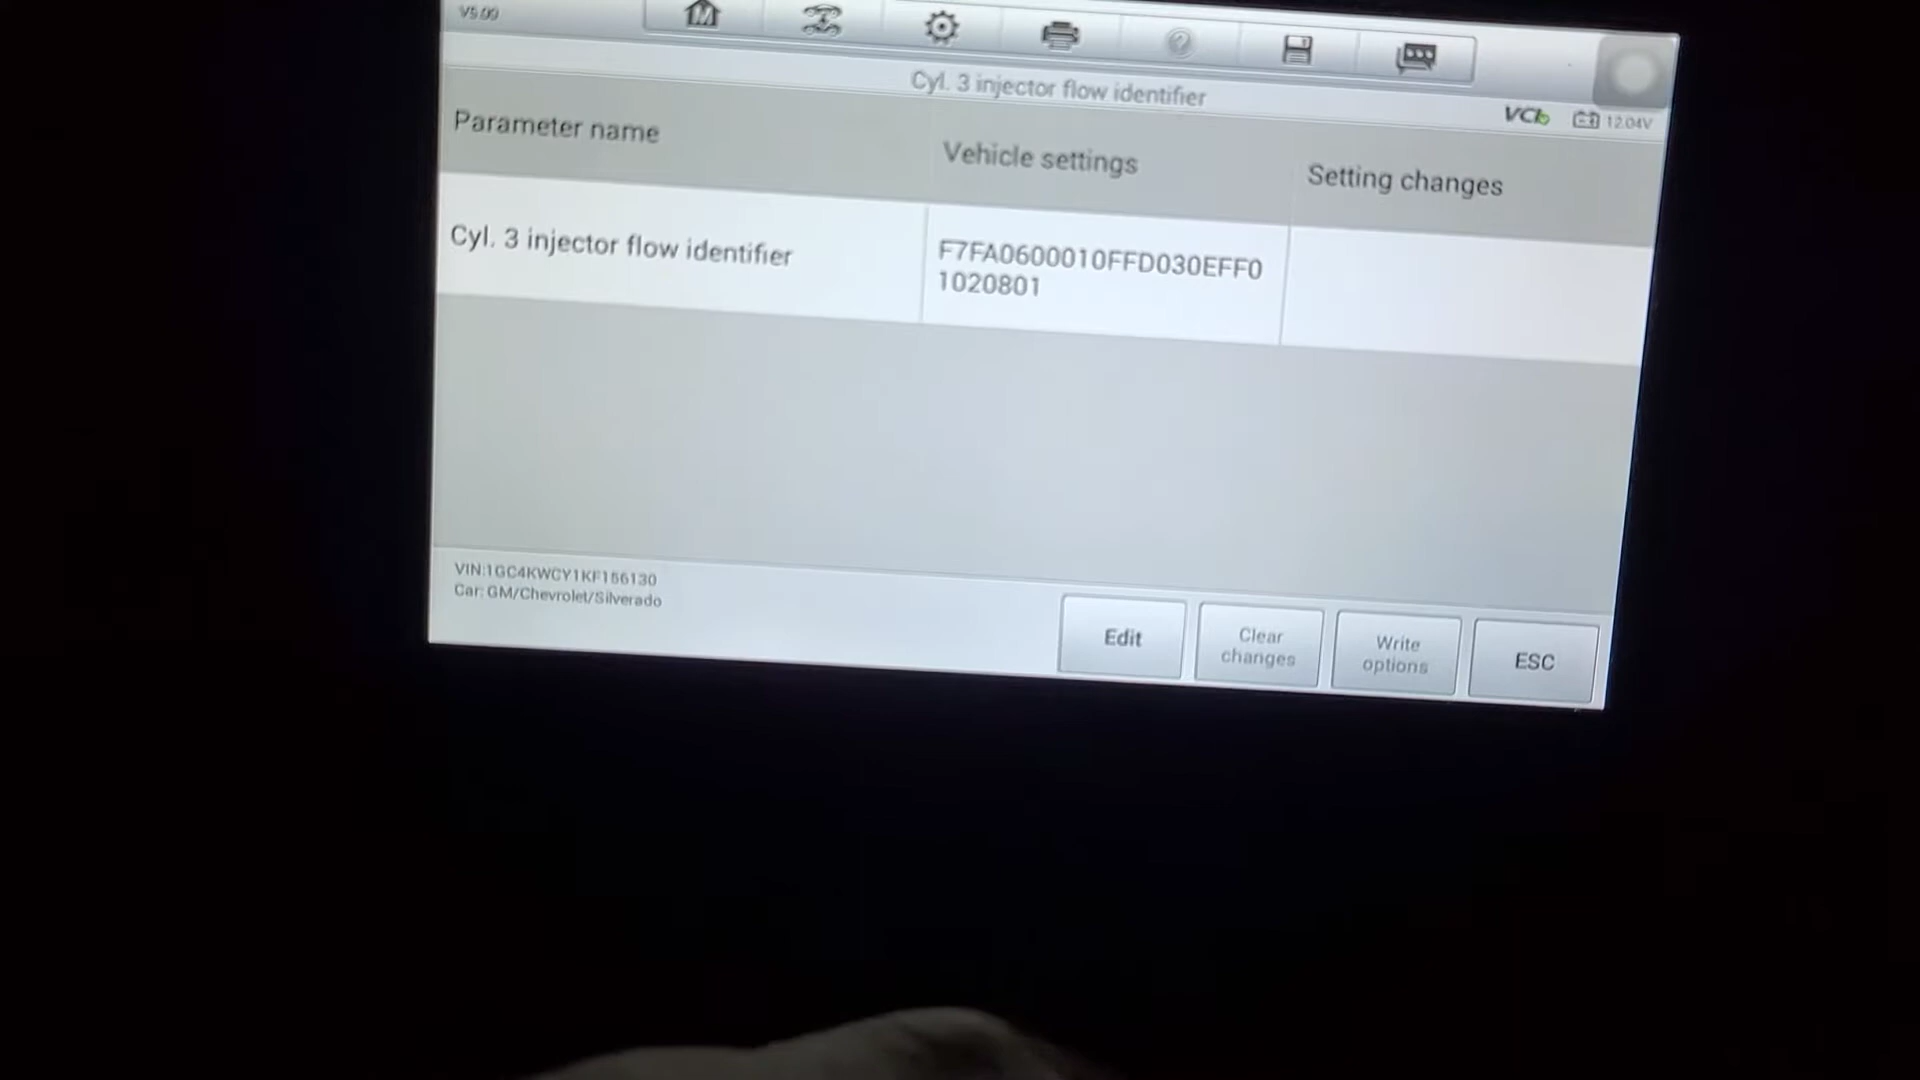 V5.00
Cyl. 3 injector flow identifier
VCI
12.04V
Parameter name
Vehicle settings
Setting changes
Cyl. 3 injector flow identifier
F7FA0600010FFD030EFF0
1020801
VIN:1GC4KWCY1KF156130
Car: GM/Chevrolet/Silverado
Edit
Clear
changes
Write
options
ESC